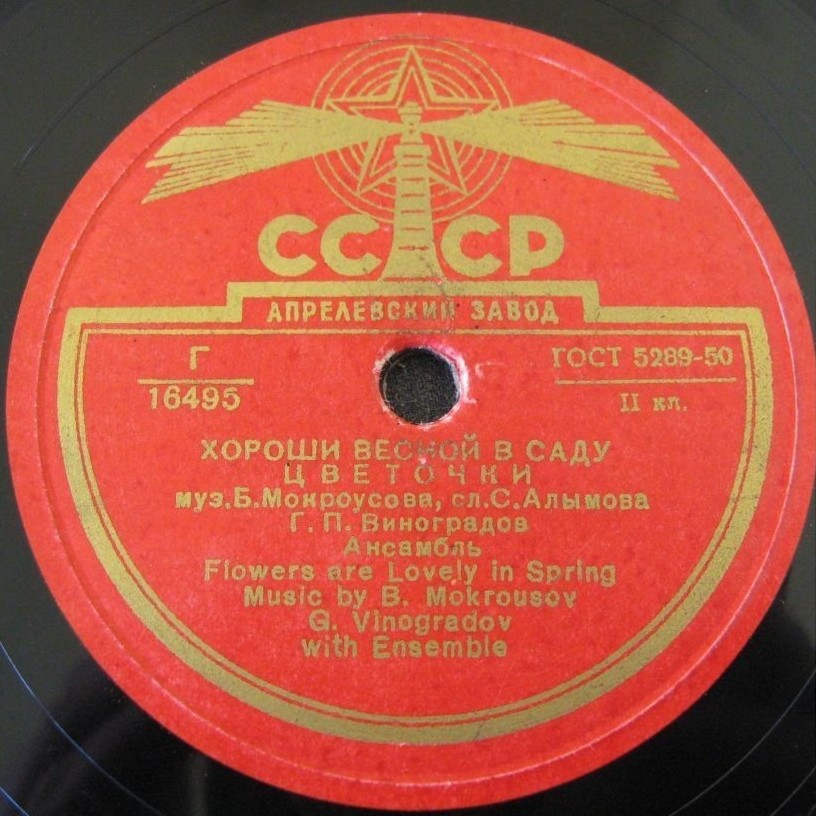 СССР
АПРЕЛЕВСКИЙ ЗАВОД
Г
16495
ГОСТ 5289-50
II кл.
ХОРОШИ ВЕСНОЙ В САДУ
ЦВЕТОЧКИ
муз.Б.Мокроусова, сл.С.Алымова
Г.П.Виноградов
Ансамбль
Flowers are Lovely in Spring
Music by B. Mokrousov
G. Vinogradov
with Ensemble